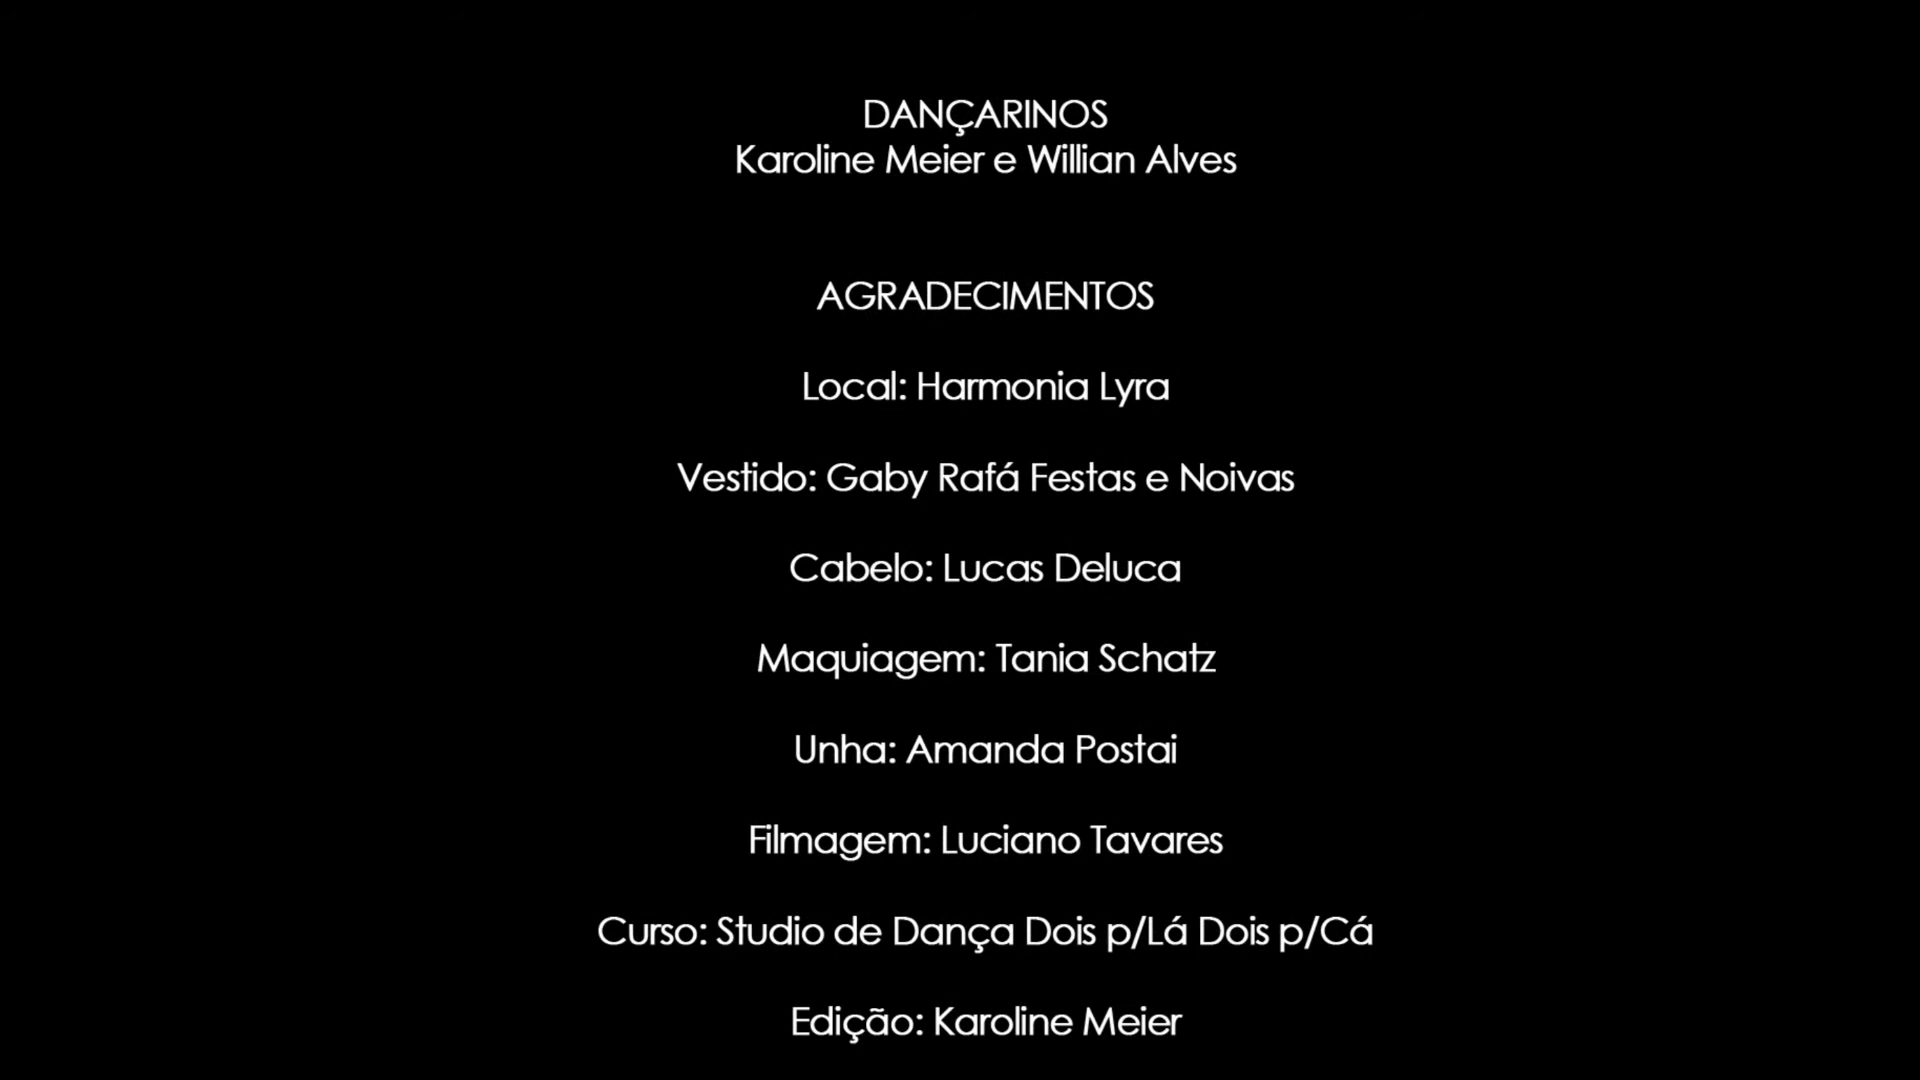 DANÇARINOS
Karoline Meier e Willian Alves
AGRADECIMENTOS
Local: Harmonia Lyra
Vestido: Gaby Rafá Festas e Noivas
Cabelo: Lucas Deluca
Maquiagem: Tania Schatz
Unha: Amanda Postai
Filmagem: Luciano Tavares
Curso: Studio de Dança Dois p/Lá Dois p/Cá
Edição: Karoline Meier